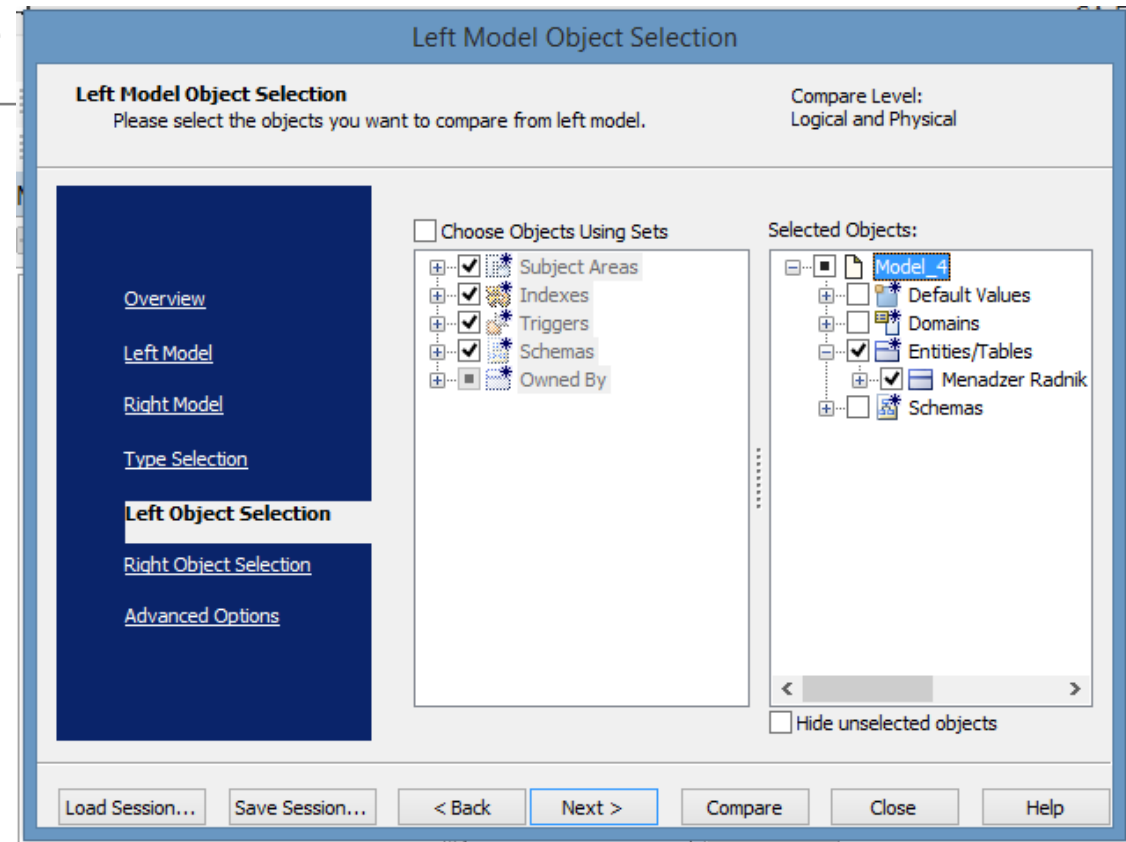 Left Model Object Selection
Left Model Object Selection
Please select the objects you want to compare from left model.
Compare Level:
Logical and Physical
Overview
Left Model
Right Model
Type Selection
Left Object Selection
Right Object Selection
Advanced Options
Choose Objects Using Sets
Subject Areas
Indexes
Triggers
Schemas
Owned By
Selected Objects:
Model_4
Default Values
Domains
Entities/Tables
Menadzer Radnik
Schemas
Hide unselected objects
Load Session...
Save Session...
< Back
Next >
Compare
Close
Help